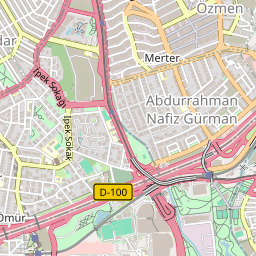 Özmen
dar
Merter
İpek Sokağı
Abdurrahman
Nafiz Gürman
İpek sokak
D-100
Ömür